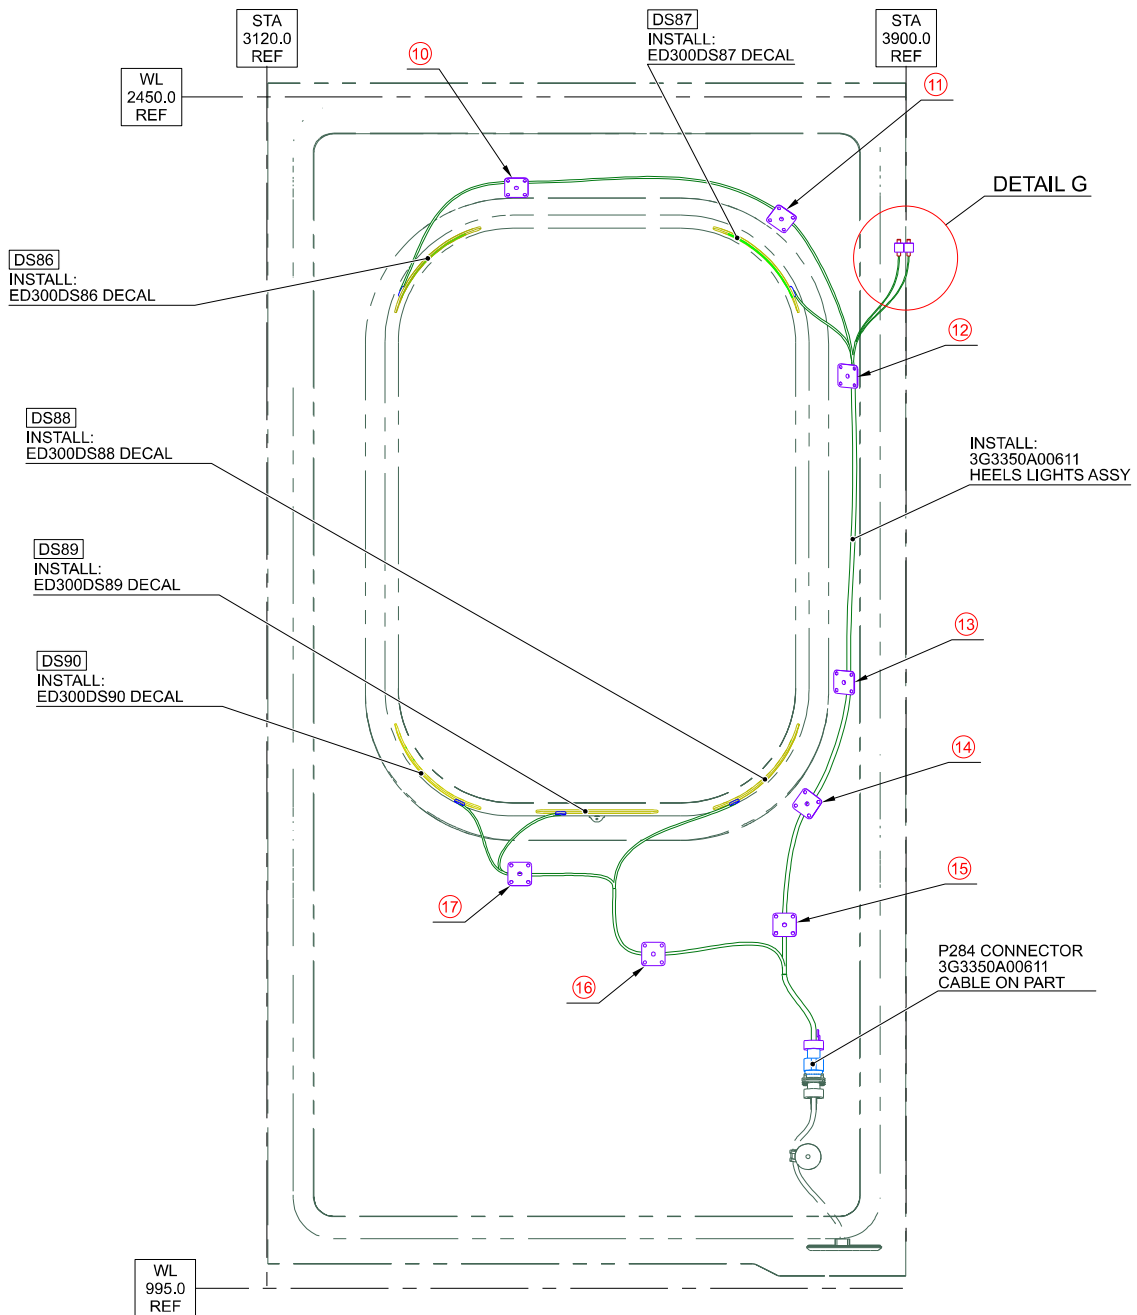 STA
3120.0
REF
DS87
INSTALL:
ED300DS87 DECAL
STA
3900.0
REF
10
WL
2450.0
REF
11
DETAIL G
DS86
INSTALL:
ED300DS86 DECAL
12
DS88
INSTALL:
ED300DS88 DECAL
INSTALL:
3G3350A00611
HEELS LIGHTS ASSY
DS89
INSTALL:
ED300DS89 DECAL
13
DS90
INSTALL:
ED300DS90 DECAL
14
15
17
P284 CONNECTOR
3G3350A00611
CABLE ON PART
16
WL
995.0
REF